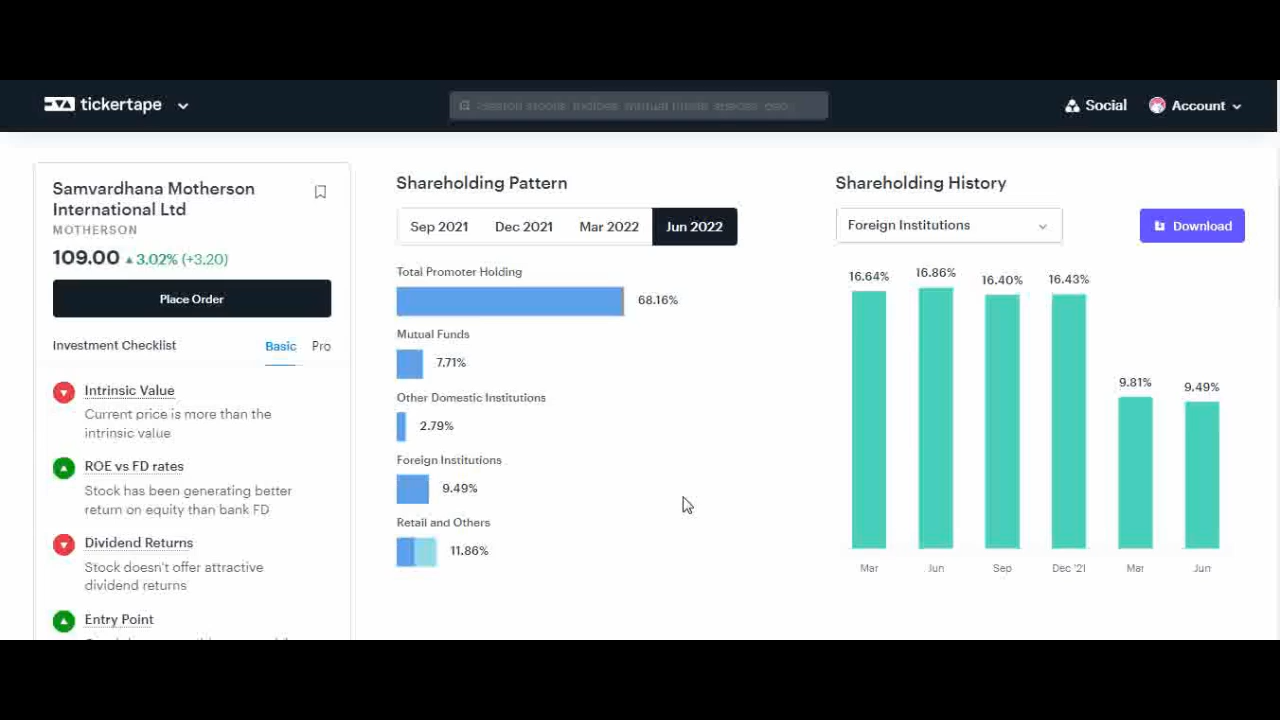 tickertape
Social
Account
Samvardhana Motherson
International Ltd
MOTHERSON
109.00 3.02% (+3.20)
Place Order
Investment Checklist
Basic
Pro
Intrinsic Value
Current price is more than the
intrinsic value
ROE vs FD rates
Stock has been generating better
return on equity than bank FD
Dividend Returns
Stock doesn't offer attractive
dividend returns
Entry Point
Shareholding Pattern
Sep 2021
Dec 2021
Mar 2022
Jun 2022
Total Promoter Holding
68.16%
Mutual Funds
7.71%
Other Domestic Institutions
2.79%
Foreign Institutions
9.49%
Retail and Others
11.86%
Shareholding History
Foreign Institutions
Download
16.64%
16.86%
16.40%
16.43%
9.81%
9.49%
Mar
Jun
Sep
Dec '21
Mar
Jun